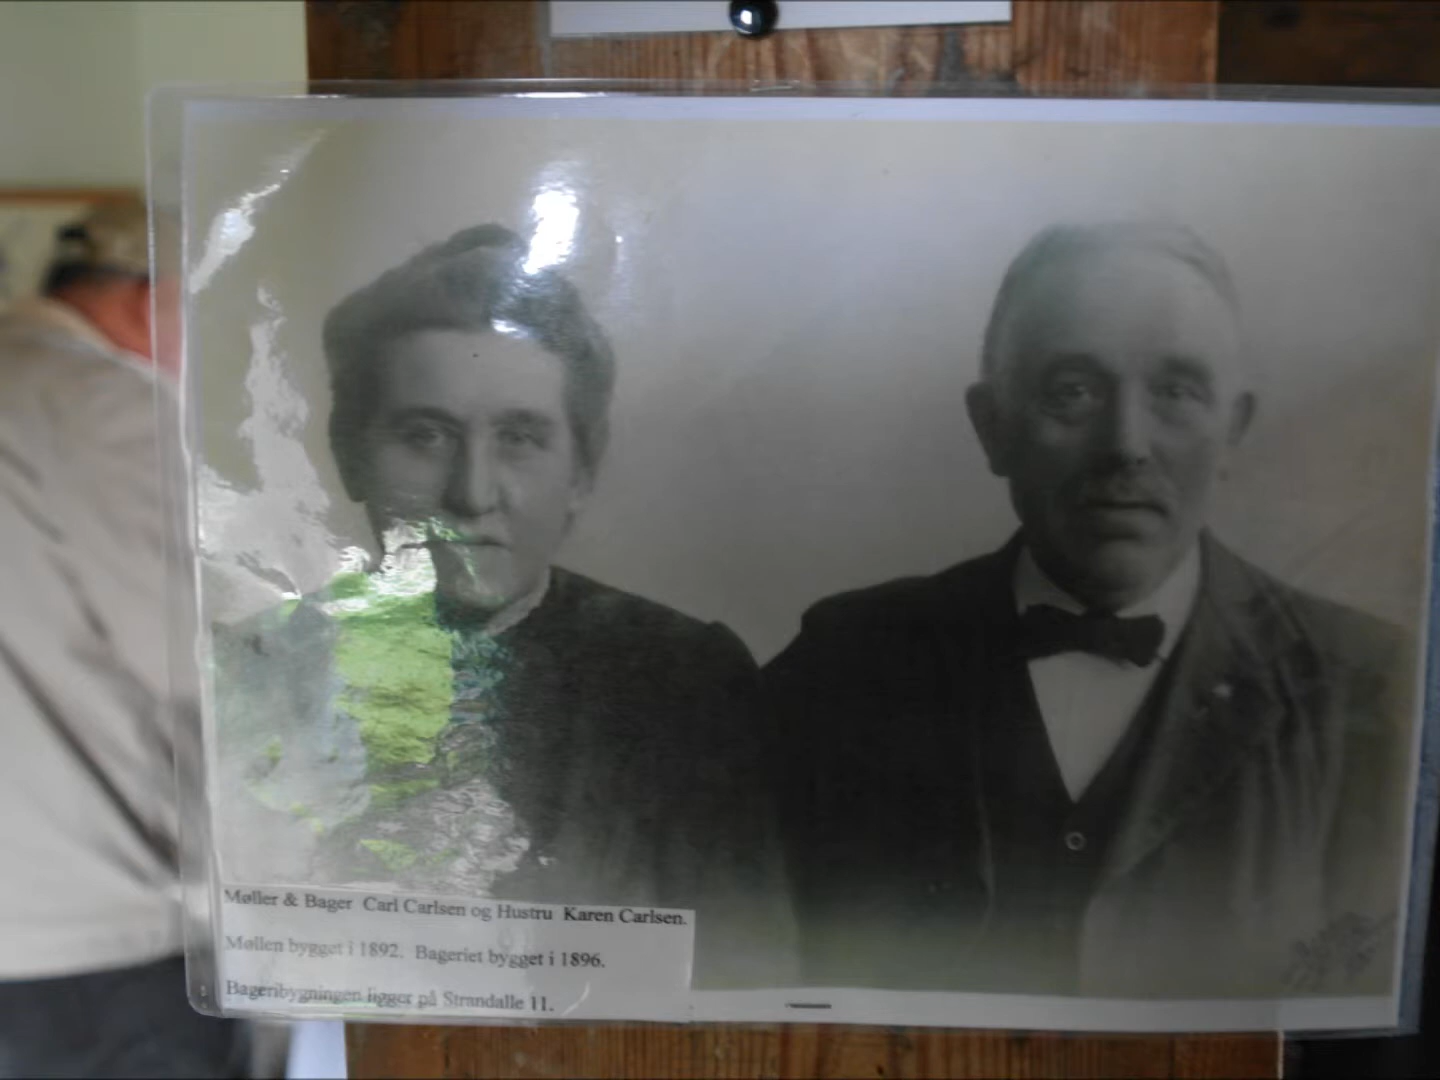 Møller & Bager Carl Carlsen og Hustru Karen Carlsen.
Møllen bygget i 1892. Bageriet bygget i 1896.
Bageribygningen ligger på Strandalle 11.